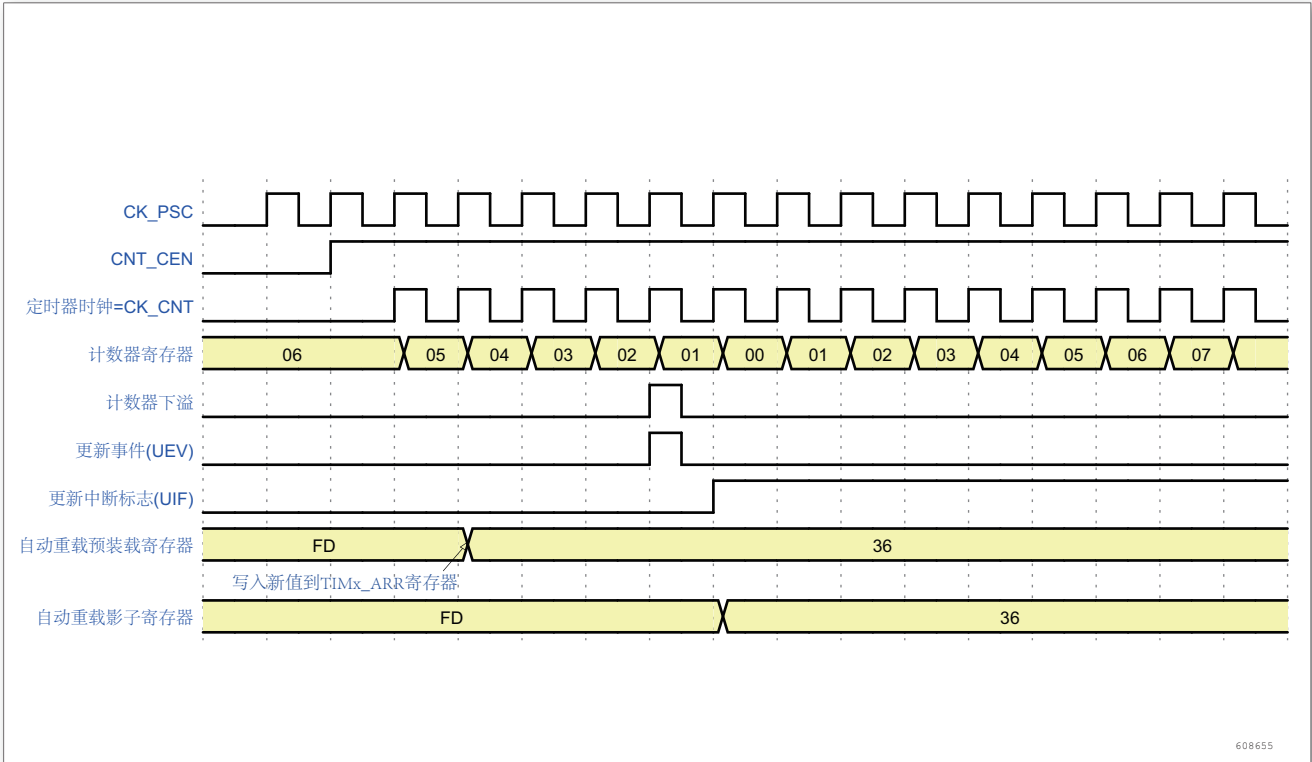 CK_PSC
CNT_CEN
定时器时钟=CK_CNT
计数器寄存器 06 05 04 03 02 01 00 01 02 03 04 05 06 07
计数器下溢
更新事件(UEV)
更新中断标志(UIF)
自动重载预装载寄存器 FD 36
写入新值到TIMx_ARR寄存器
自动重载影子寄存器 FD 36
608655